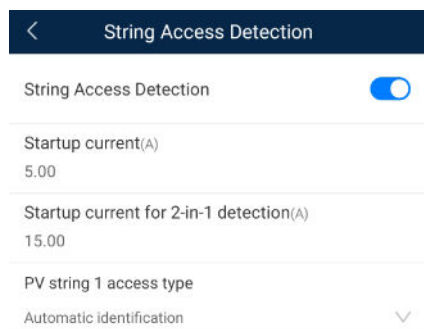 String Access Detection
String Access Detection
Startup current(A)
5.00
Startup current for 2-in-1 detection(A)
15.00
PV string 1 access type
Automatic identification